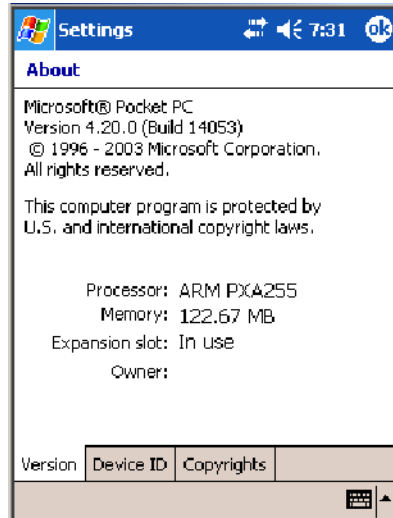 Settings 7:31 ok
About
Microsoft® Pocket PC
Version 4.20.0 (Build 14053)
© 1996 - 2003 Microsoft Corporation.
All rights reserved.
This computer program is protected by
U.S. and international copyright laws.
Processor: ARM PXA255
Memory: 122.67 MB
Expansion slot: In use
Owner:
Version Device ID Copyrights